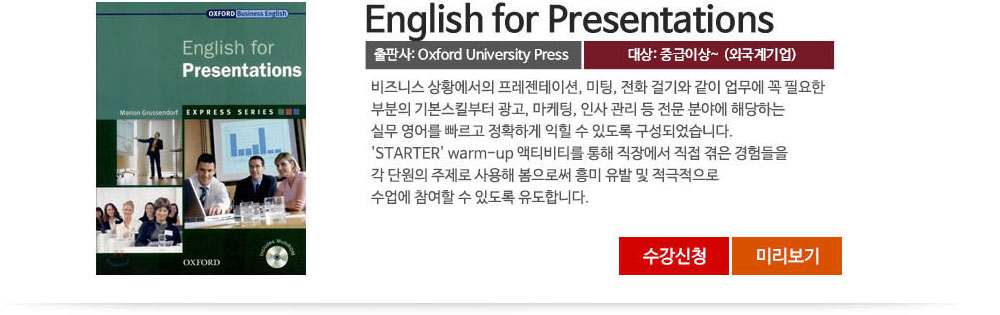 OXFORD Business English
English for
Presentations
Marion Grussendorf
EXPRESS SERIES
Includes MultiROM
OXFORD
English for Presentations
출판사: Oxford University Press
대상: 중급이상~ (외국계기업)
비즈니스 상황에서의 프레젠테이션, 미팅, 전화 걸기와 같이 업무에 꼭 필요한
부분의 기본스킬부터 광고, 마케팅, 인사 관리 등 전문 분야에 해당하는
실무 영어를 빠르고 정확하게 익힐 수 있도록 구성되었습니다.
'STARTER' warm-up 액티비티를 통해 직장에서 직접 겪은 경험들을
각 단원의 주제로 사용해 봄으로써 흥미 유발 및 적극적으로
수업에 참여할 수 있도록 유도합니다.
수강신청
미리보기